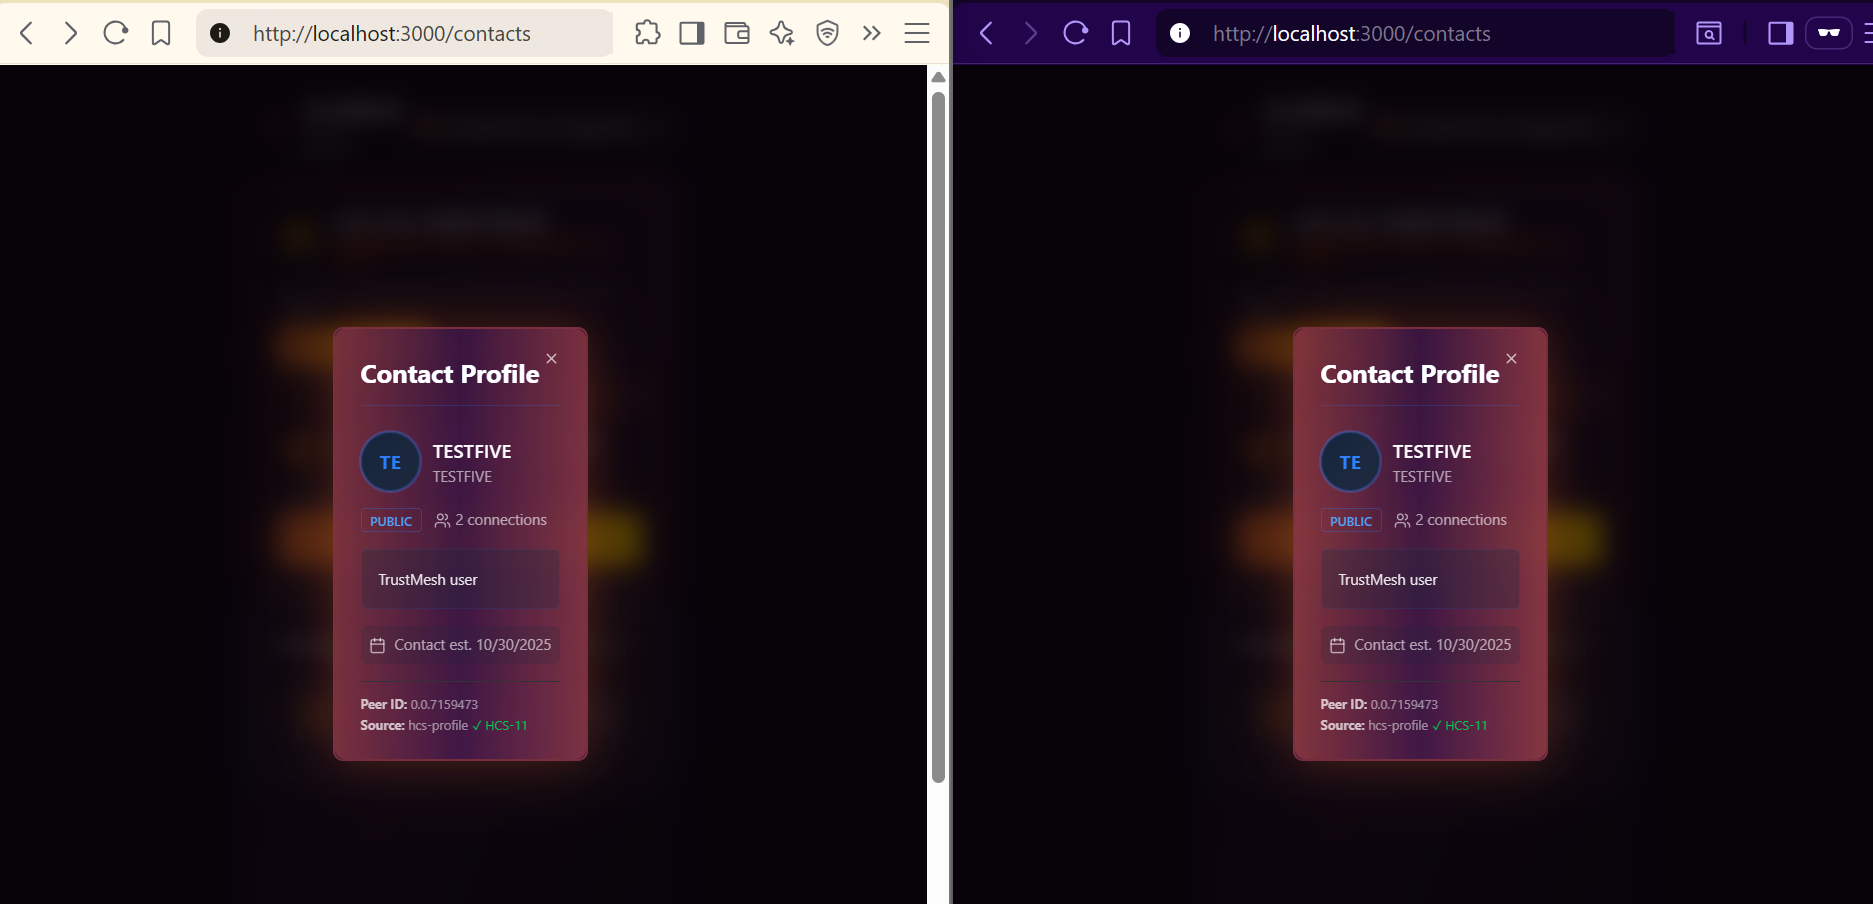 http://localhost:3000/contacts
Contact Profile
TE
TESTFIVE
TESTFIVE
PUBLIC
2 connections
TrustMesh user
Contact est. 10/30/2025
Peer ID: 0.0.7159473
Source: hcs-profile ✓ HCS-11
http://localhost:3000/contacts
Contact Profile
TE
TESTFIVE
TESTFIVE
PUBLIC
2 connections
TrustMesh user
Contact est. 10/30/2025
Peer ID: 0.0.7159473
Source: hcs-profile ✓ HCS-11